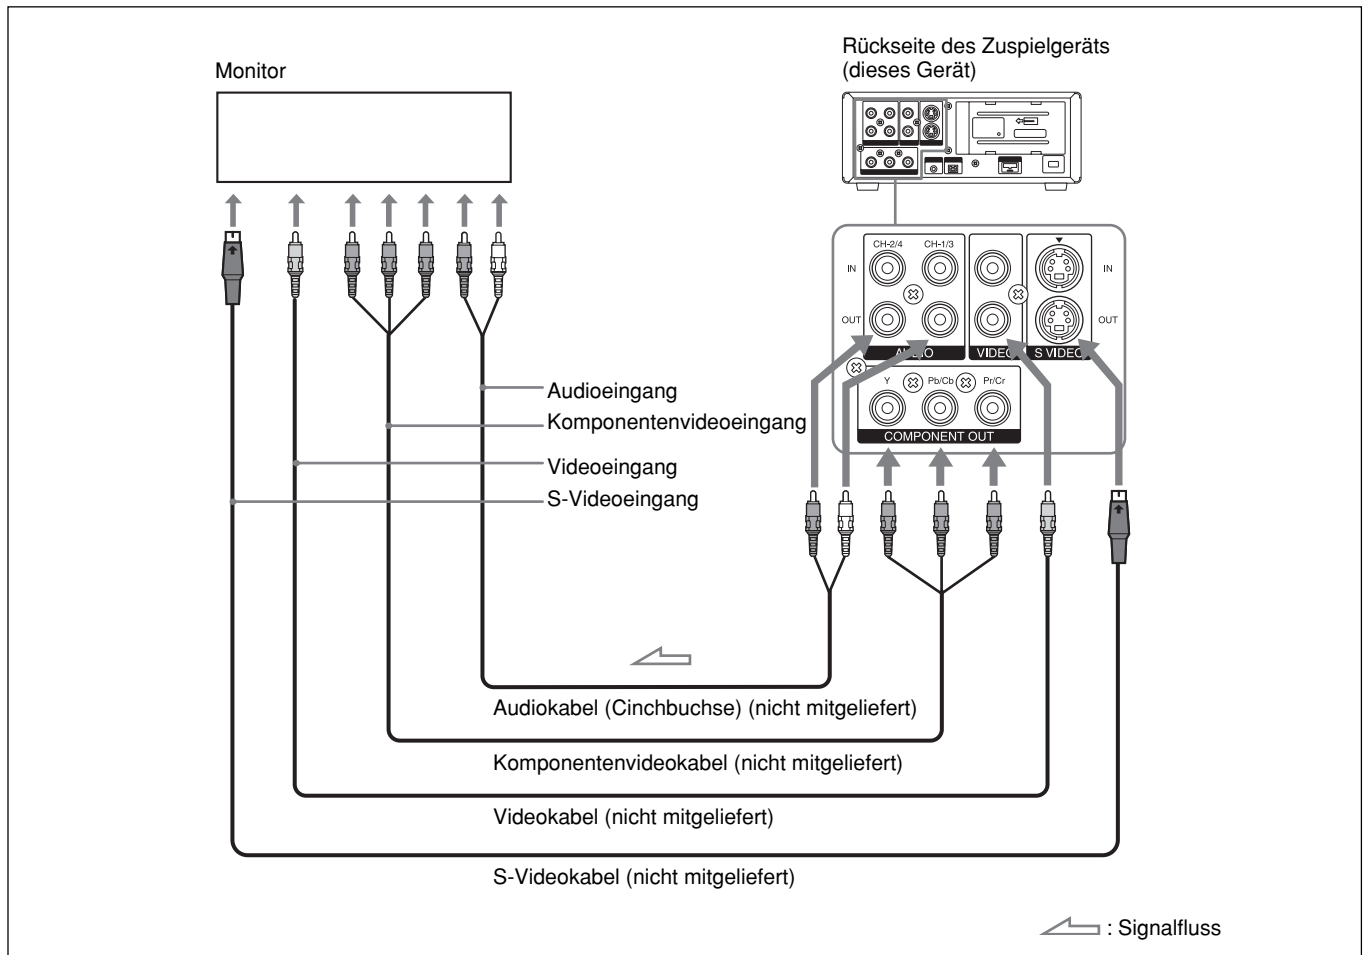 Rückseite des Zuspielgeräts
(dieses Gerät)
Monitor
CH-2/4
CH-1/3
IN
IN
OUT
OUT
VIDEO
S VIDEO
Y
Pb/Cb
Pr/Cr
COMPONENT OUT
Audioeingang
Komponentenvideoeingang
Videoeingang
S-Videoeingang
Audiokabel (Cinchbuchse) (nicht mitgeliefert)
Komponentenvideokabel (nicht mitgeliefert)
Videokabel (nicht mitgeliefert)
S-Videokabel (nicht mitgeliefert)
: Signalfluss